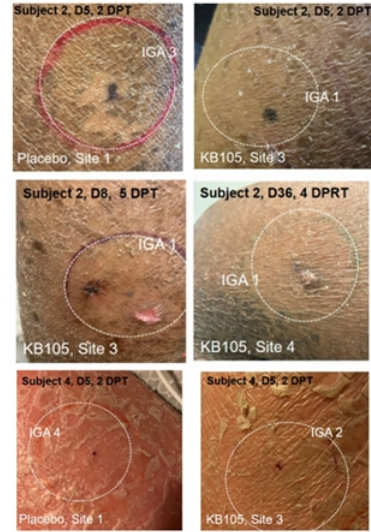 Subject 2, D5, 2 DPT
IGA 3
Placebo, Site 1
Subject 2, D5, 2 DPT
IGA 1
KB105, Site 3
Subject 2, D8, 5 DPT
IGA 1
KB105, Site 3
Subject 2, D36, 4 DPRT
IGA 1
KB105, Site 4
Subject 4, D5, 2 DPT
IGA 4
Placebo, Site 1
Subject 4, D5, 2 DPT
IGA 2
KB105, Site 3